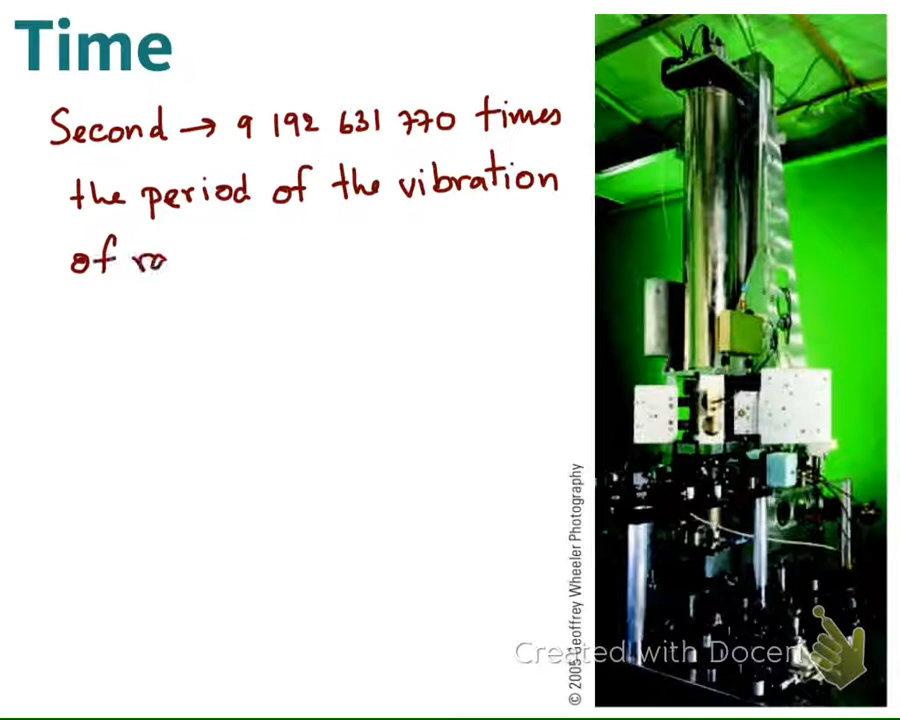 Time
Second → 9 192 631 770 times
the period of the vibration
of ra
© 2005 Geoffrey Wheeler Photography
Created with Doceri